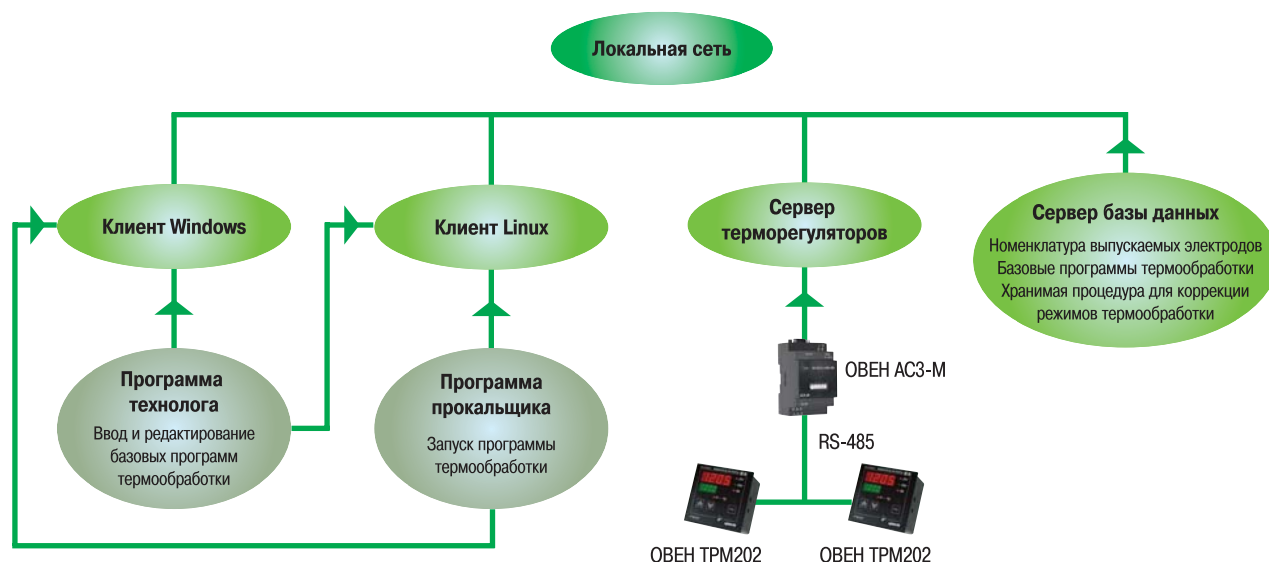 Локальная сеть
Клиент Windows
Клиент Linux
Сервер
терморегуляторов
Сервер базы данных
Номенклатура выпускаемых электродов
Базовые программы термообработки
Хранимая процедура для коррекции
режимов термообработки
Программа
технолога
Ввод и редактирование
базовых программ
термообработки
Программа
прокальщика
Запуск программы
термообработки
ОВЕН АС3-М
RS-485
ОВЕН ТРМ202
ОВЕН ТРМ202